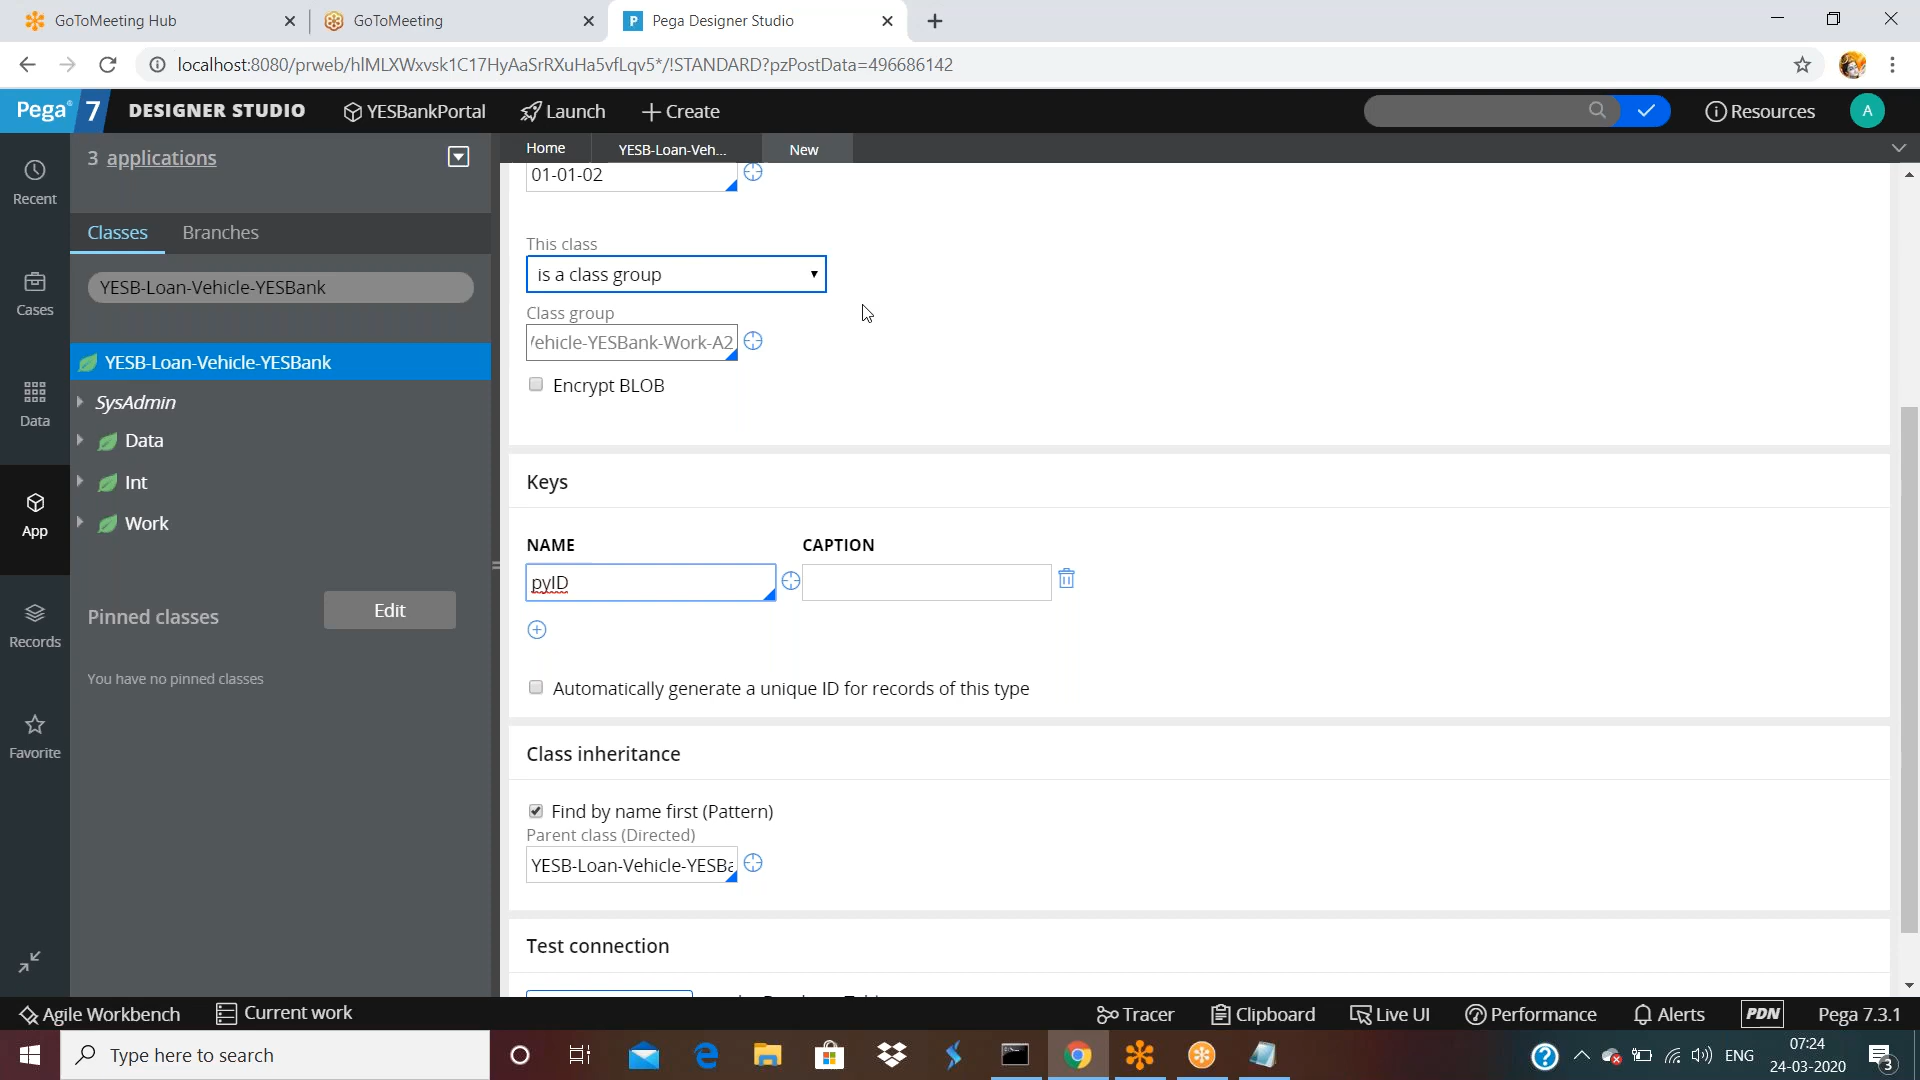 GoToMeeting Hub
GoToMeeting
Pega Designer Studio
localhost:8080/prweb/hlMLXWxvsk1C17HyAaSrRXuHa5vfLqv5*/!STANDARD?pzPostData=496686142
Pega 7 DESIGNER STUDIO YESBankPortal Launch Create Resources A
3 applications
Home YESB-Loan-Veh... New
Recent
Cases
Data
App
Records
Favorite
Classes Branches
YESB-Loan-Vehicle-YESBank
YESB-Loan-Vehicle-YESBank
SysAdmin
Data
Int
Work
Pinned classes Edit
You have no pinned classes
01-01-02
This class
is a class group
Class group
/ehicle-YESBank-Work-A2
Encrypt BLOB
Keys
NAME CAPTION
pyID
Automatically generate a unique ID for records of this type
Class inheritance
Find by name first (Pattern)
Parent class (Directed)
YESB-Loan-Vehicle-YESBa
Test connection
Agile Workbench Current work Tracer Clipboard Live UI Performance Alerts PDN Pega 7.3.1
Type here to search
ENG
07:24
24-03-2020
3